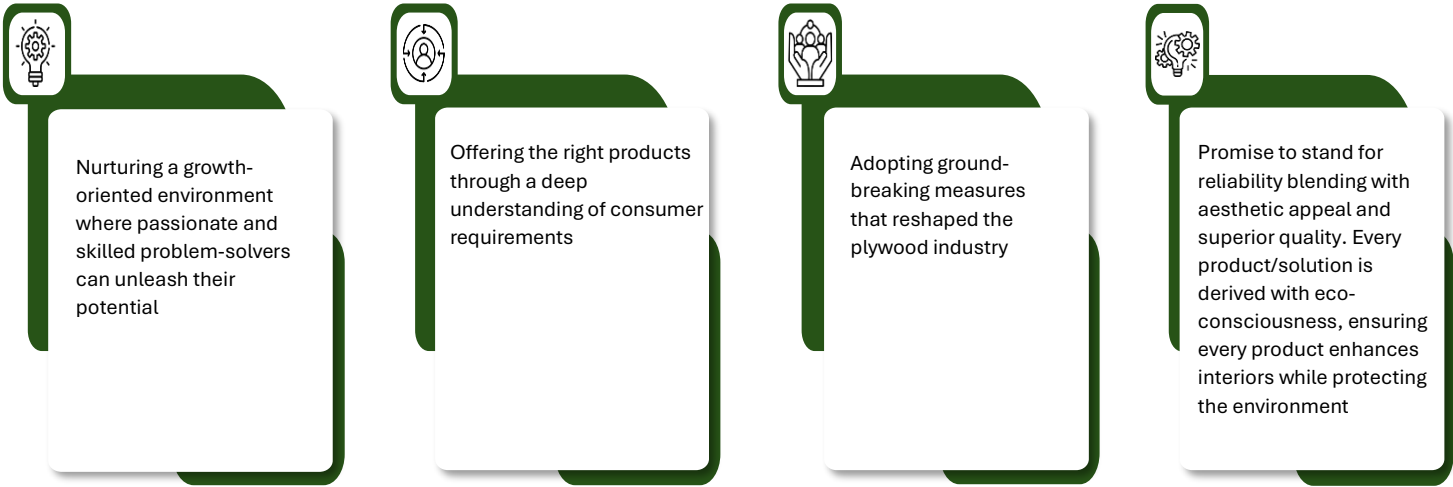 Nurturing a growth-
oriented environment
where passionate and
skilled problem-solvers
can unleash their
potential
Offering the right products
through a deep
understanding of consumer
requirements
Adopting ground-
breaking measures
that reshaped the
plywood industry
Promise to stand for
reliability blending with
aesthetic appeal and
superior quality. Every
product/solution is
derived with eco-
consciousness, ensuring
every product enhances
interiors while protecting
the environment